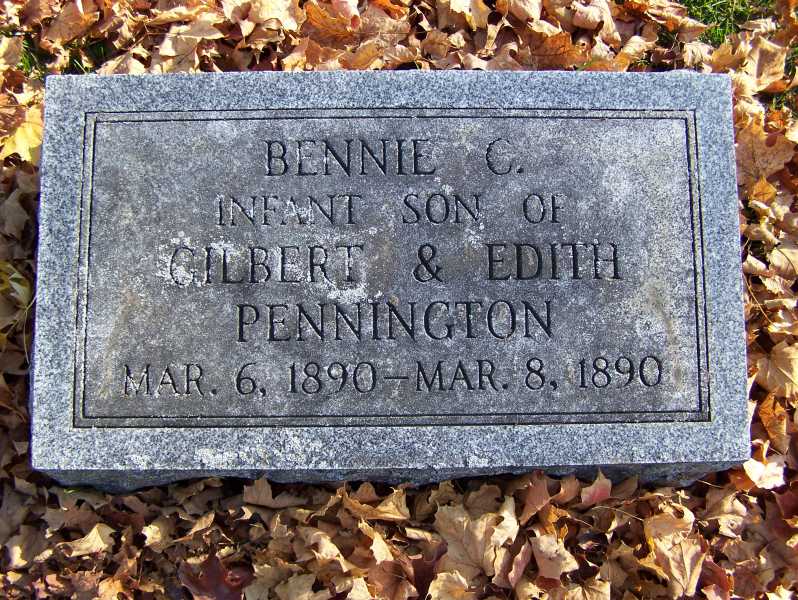 BENNIE C.
INFANT SON OF
GILBERT & EDITH
PENNINGTON
MAR. 6, 1890–MAR. 8, 1890